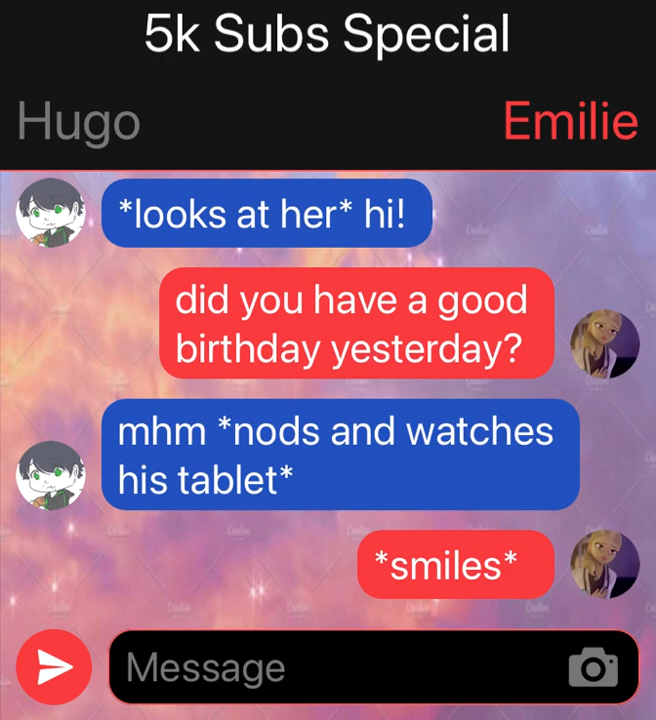 5k Subs Special
Hugo
Emilie
*looks at her* hi!
did you have a good
birthday yesterday?
mhm *nods and watches
his tablet*
*smiles*
Message